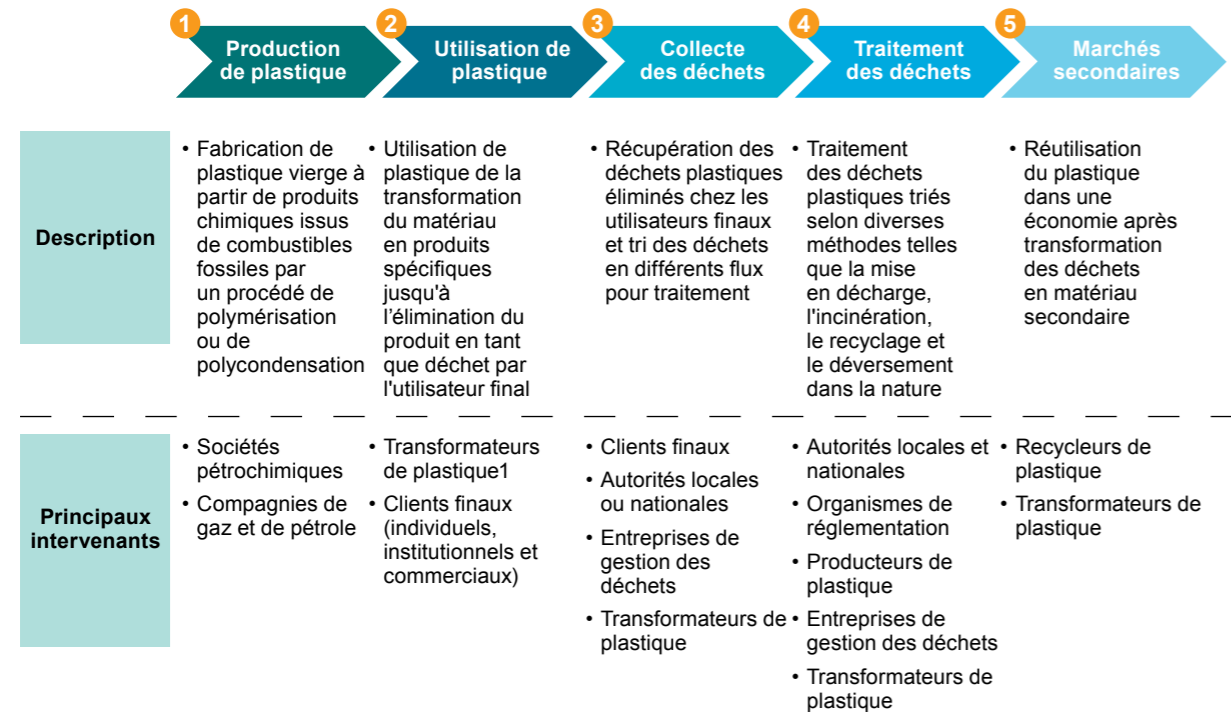 1
Production
de plastique
2
Utilisation de
plastique
3
Collecte
des déchets
4
Traitement
des déchets
5
Marchés
secondaires
Description
• Fabrication de
plastique vierge à
partir de produits
chimiques issus
de combustibles
fossiles par
un procédé de
polymérisation
ou de
polycondensation
• Utilisation de
plastique de la
transformation
du matériau
en produits
spécifiques
jusqu'à
l’élimination du
produit en tant
que déchet par
l'utilisateur final
• Récupération des
déchets plastiques
éliminés chez les
utilisateurs finaux
et tri des déchets
en différents flux
pour traitement
• Traitement
des déchets
plastiques triés
selon diverses
méthodes telles
que la mise
en décharge,
l'incinération,
le recyclage et
le déversement
dans la nature
• Réutilisation
du plastique
dans une
économie après
transformation
des déchets
en matériau
secondaire
Principaux
intervenants
• Sociétés
pétrochimiques
• Compagnies de
gaz et de pétrole
• Transformateurs
de plastique1
• Clients finaux
(individuels,
institutionnels et
commerciaux)
• Clients finaux
• Autorités locales
ou nationales
• Entreprises de
gestion des
déchets
• Transformateurs de
plastique
• Autorités locales et
nationales
• Organismes de
réglementation
• Producteurs de
plastique
• Entreprises de
gestion des déchets
• Transformateurs de
plastique
• Recycleurs de
plastique
• Transformateurs de
plastique